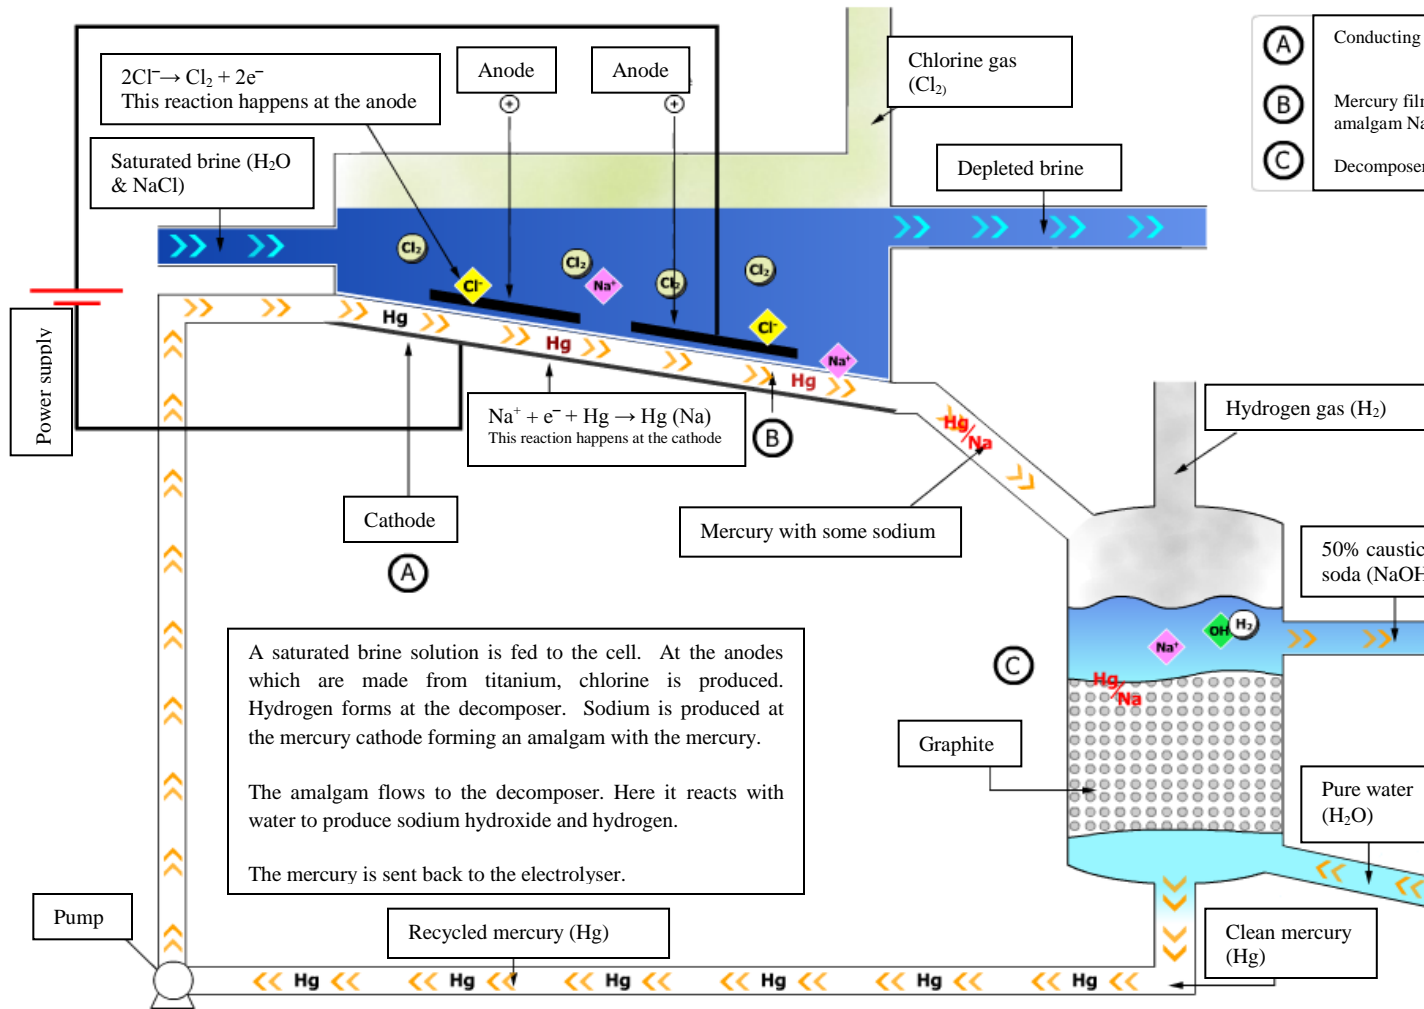 2Cl⁻→ Cl₂ + 2e⁻
This reaction happens at the anode
Anode
Anode
+
+
Chlorine gas
(Cl₂)
A
Conducting
B
Mercury film
amalgam Na
C
Decomposer
Saturated brine (H₂O
& NaCl)
Depleted brine
Cl₂
Cl₂
Cl₂
Cl₂
Cl⁻
Na⁺
Cl⁻
Na⁺
Hg
Hg
Hg
Power supply
Na⁺ + e⁻ + Hg → Hg (Na)
This reaction happens at the cathode
B
Hg/Na
Hydrogen gas (H₂)
Cathode
A
Mercury with some sodium
50% caustic
soda (NaOH
Na⁺
OH
H₂
C
Hg/Na
A saturated brine solution is fed to the cell. At the anodes
which are made from titanium, chlorine is produced.
Hydrogen forms at the decomposer. Sodium is produced at
the mercury cathode forming an amalgam with the mercury.
The amalgam flows to the decomposer. Here it reacts with
water to produce sodium hydroxide and hydrogen.
The mercury is sent back to the electrolyser.
Graphite
Pure water
(H₂O)
Pump
Recycled mercury (Hg)
Clean mercury
(Hg)
Hg
Hg
Hg
Hg
Hg
Hg